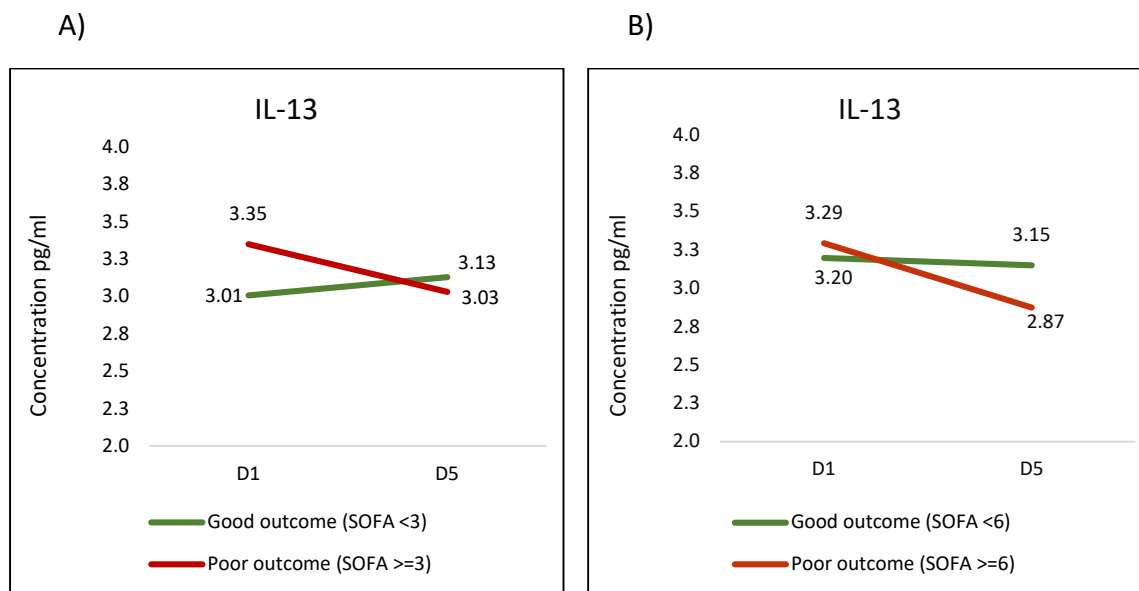 A)
IL-13
Concentration pg/ml
4.0
3.8
3.5
3.3
3.0
2.8
2.5
2.3
2.0
3.35
3.01
3.13
3.03
D1 D5
Good outcome (SOFA <3)
Poor outcome (SOFA >=3)
B)
IL-13
Concentration pg/ml
4.0
3.8
3.5
3.3
3.0
2.8
2.5
2.3
2.0
3.29
3.20
3.15
2.87
D1 D5
Good outcome (SOFA <6)
Poor outcome (SOFA >=6)